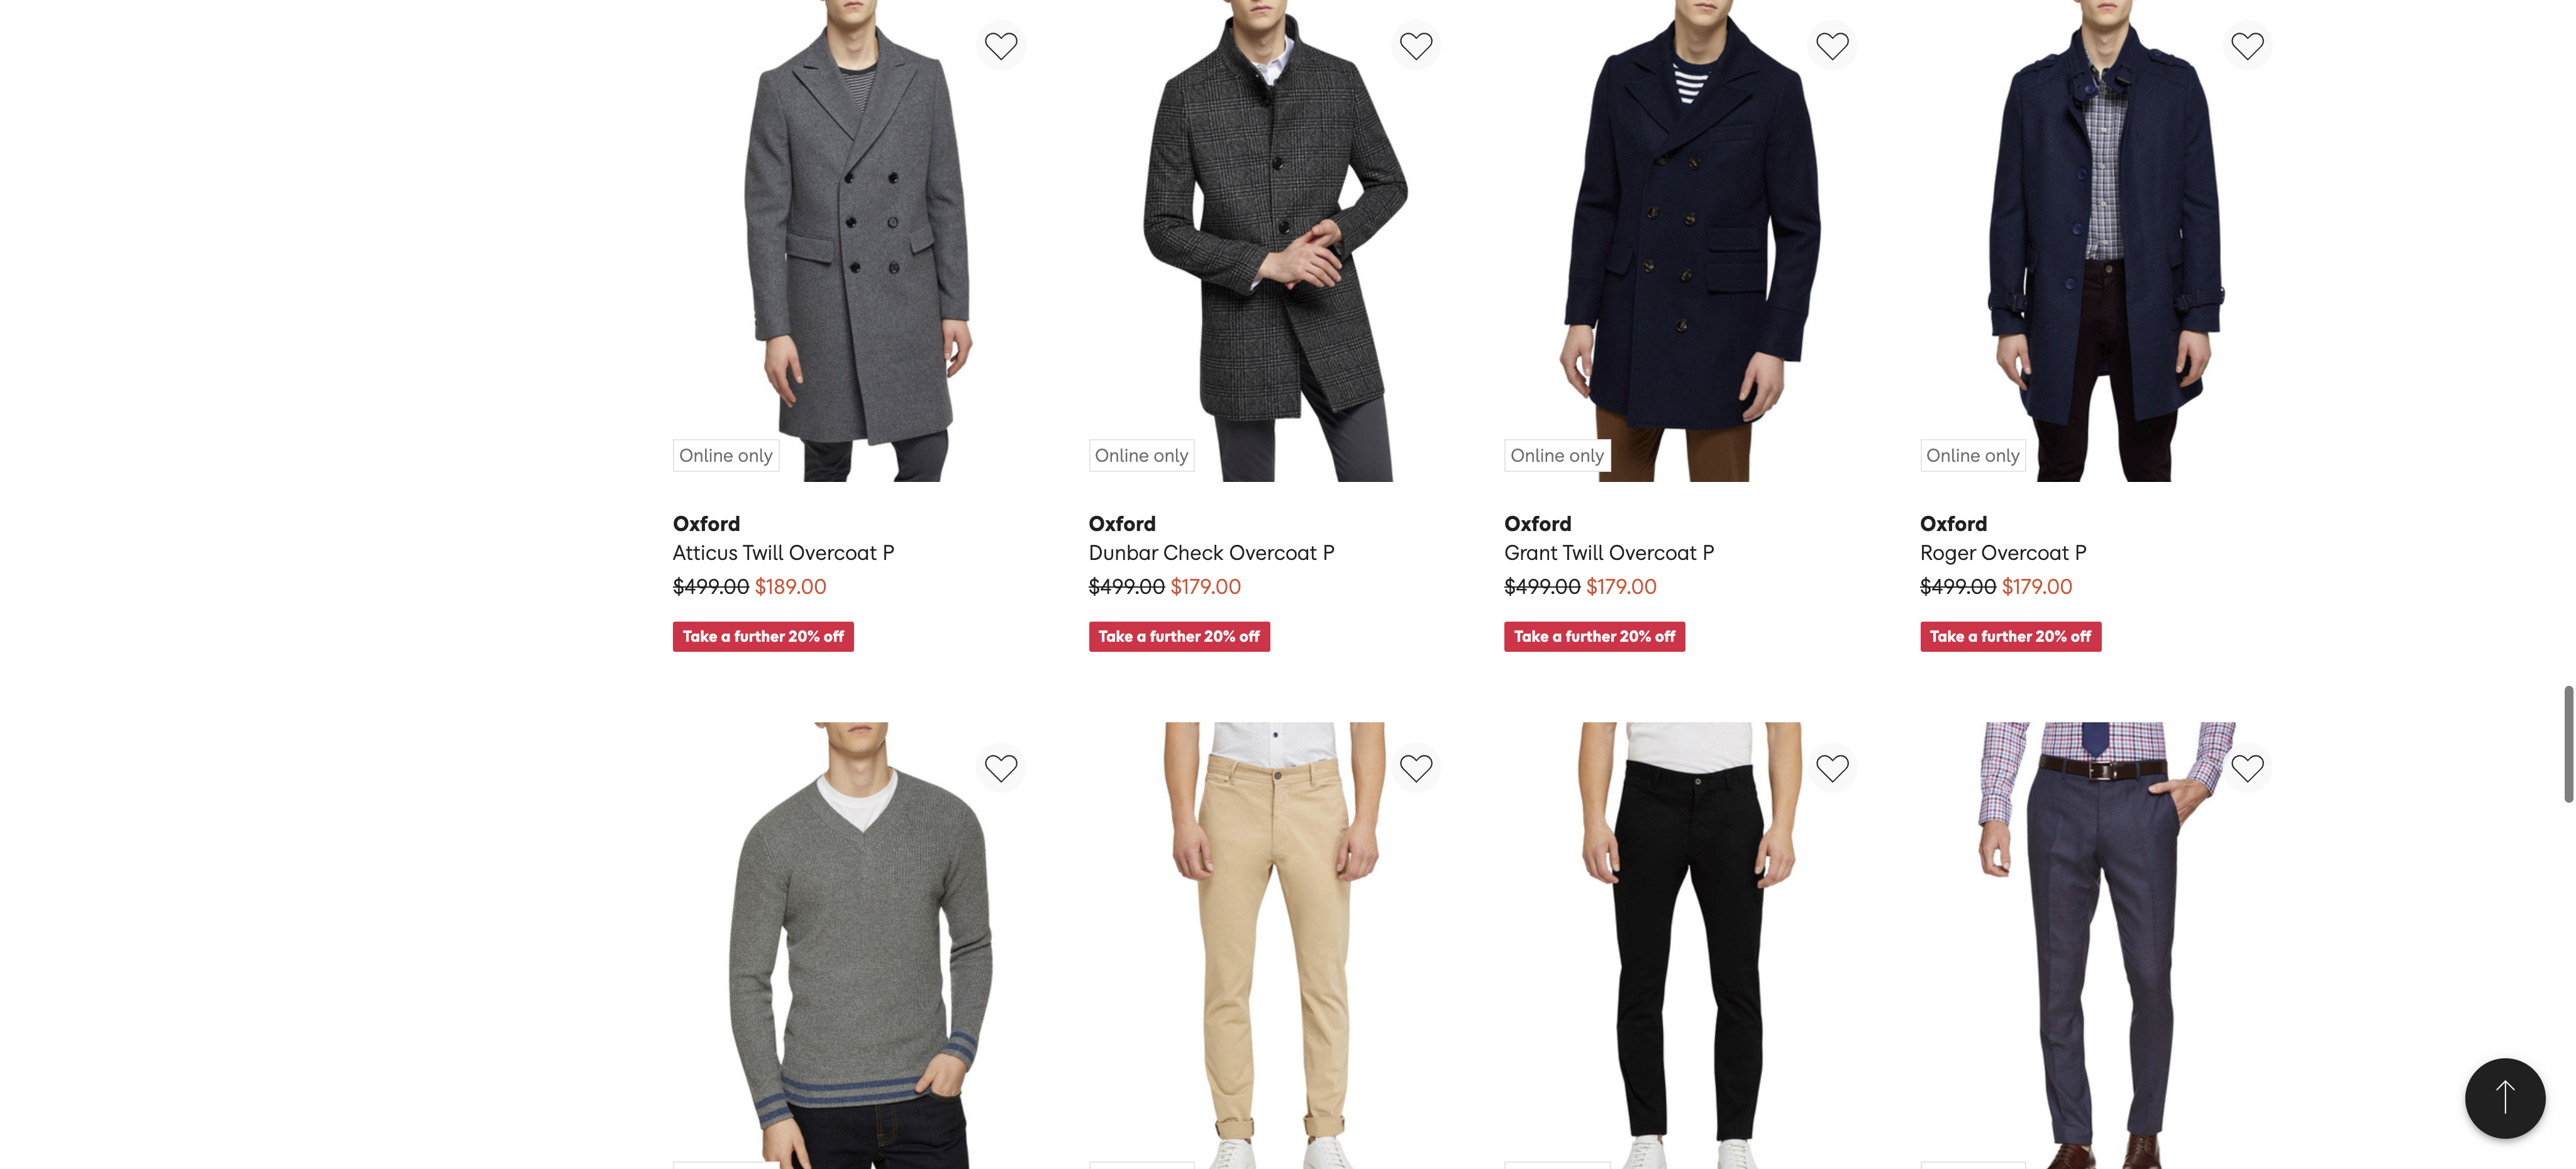 Online only
Online only
Online only
Online only
Oxford
Atticus Twill Overcoat P
$499.00 $189.00
Take a further 20% off
Oxford
Dunbar Check Overcoat P
$499.00 $179.00
Take a further 20% off
Oxford
Grant Twill Overcoat P
$499.00 $179.00
Take a further 20% off
Oxford
Roger Overcoat P
$499.00 $179.00
Take a further 20% off